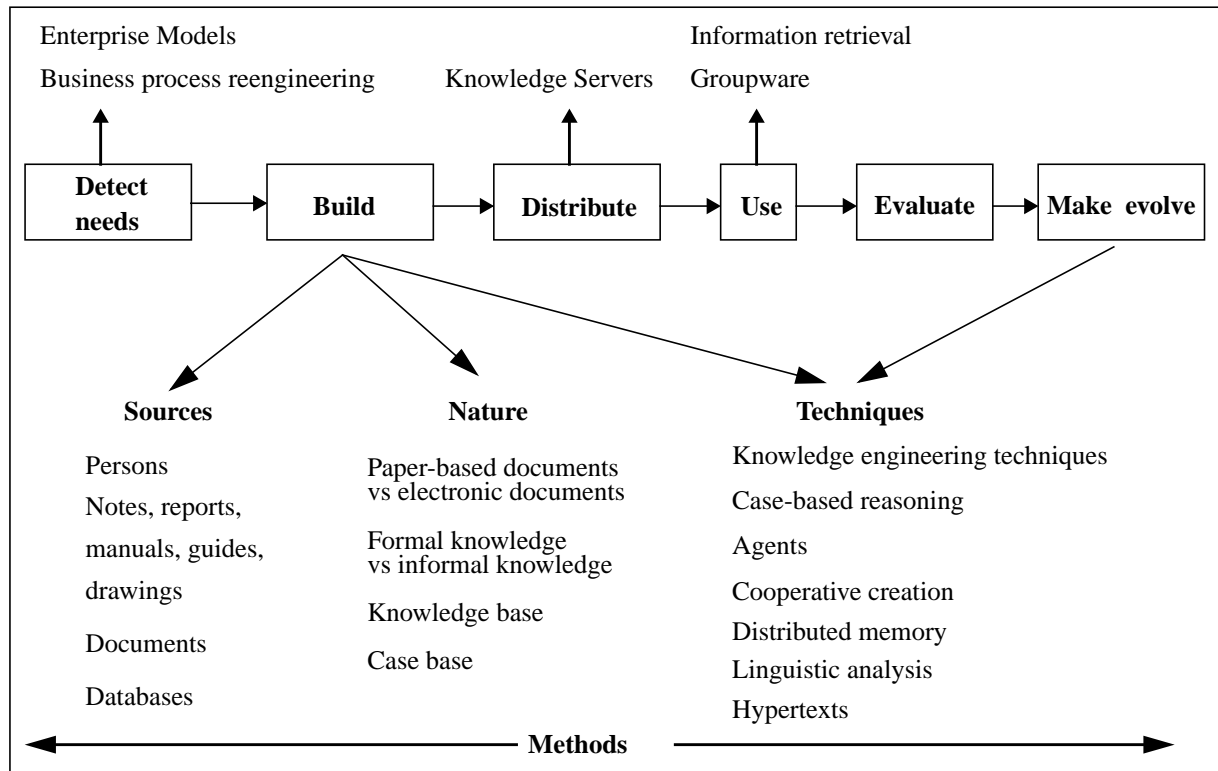 Enterprise Models
Business process reengineering
Knowledge Servers
Information retrieval
Groupware
Detect
needs
Build
Distribute
Use
Evaluate
Make evolve
Sources
Persons
Notes, reports,
manuals, guides,
drawings
Documents
Databases
Nature
Paper-based documents
vs electronic documents
Formal knowledge
vs informal knowledge
Knowledge base
Case base
Techniques
Knowledge engineering techniques
Case-based reasoning
Agents
Cooperative creation
Distributed memory
Linguistic analysis
Hypertexts
Methods